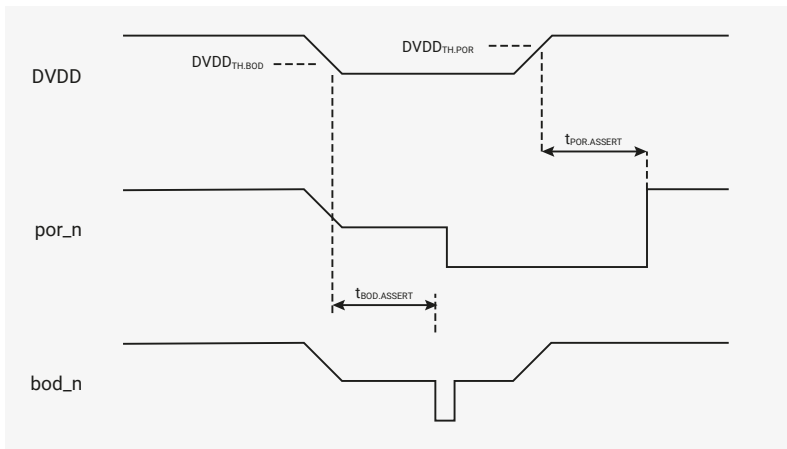 DVDD_TH.POR
DVDD_TH.BOD
DVDD
t_POR.ASSERT
por_n
t_BOD.ASSERT
bod_n